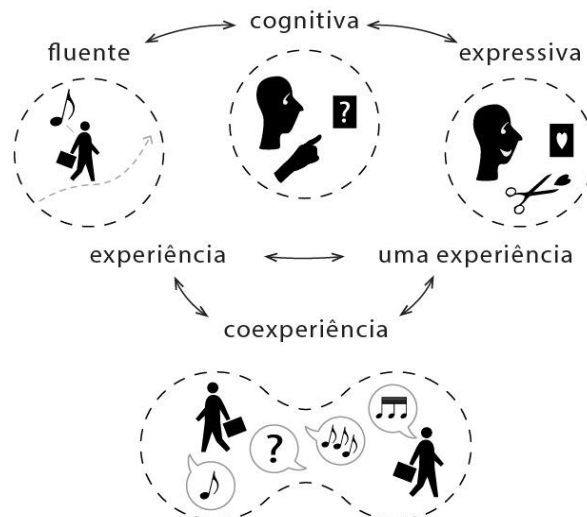 cognitiva
fluente
expressiva
?
experiência
uma experiência
coexperiência
?